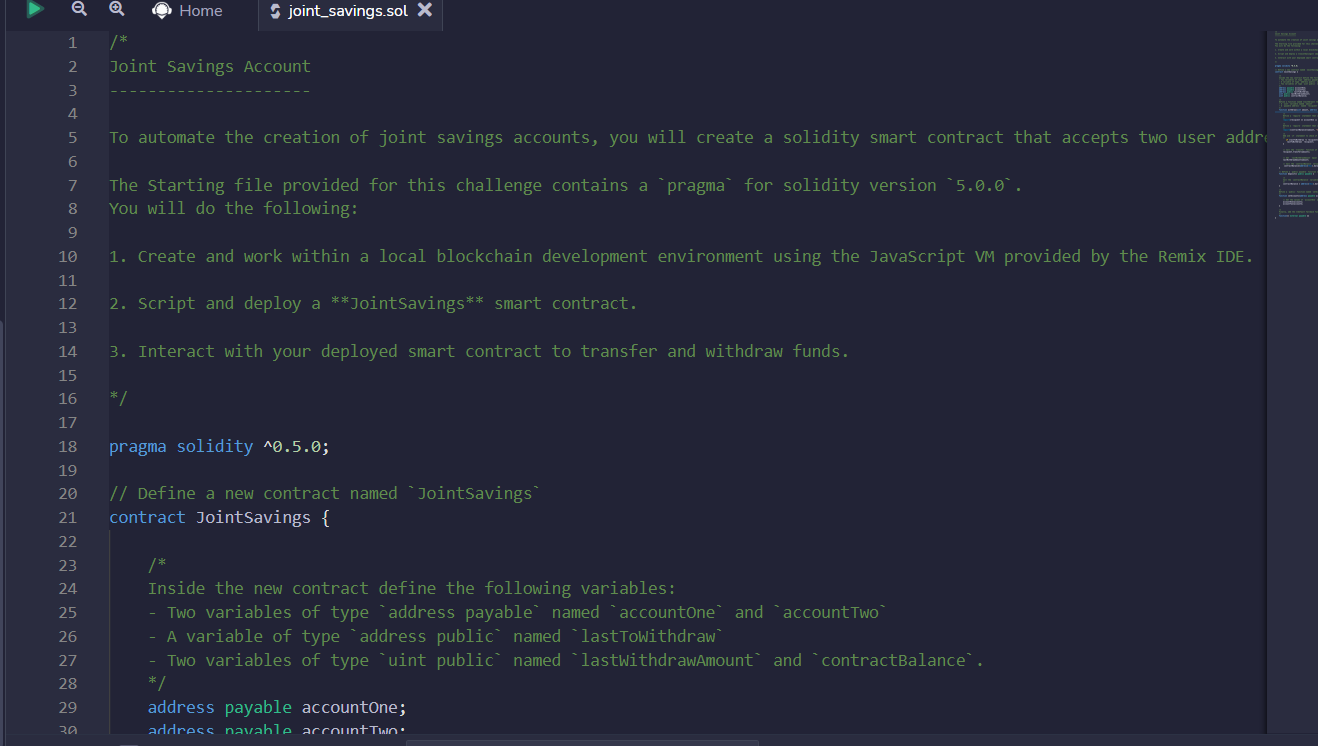 Home joint_savings.sol
1 /*
2 Joint Savings Account
3 ---------------------
4
5 To automate the creation of joint savings accounts, you will create a solidity smart contract that accepts two user addre
6
7 The Starting file provided for this challenge contains a `pragma` for solidity version `5.0.0`.
8 You will do the following:
9
10 1. Create and work within a local blockchain development environment using the JavaScript VM provided by the Remix IDE.
11
12 2. Script and deploy a **JointSavings** smart contract.
13
14 3. Interact with your deployed smart contract to transfer and withdraw funds.
15
16 */
17
18 pragma solidity ^0.5.0;
19
20 // Define a new contract named `JointSavings`
21 contract JointSavings {
22
23 /*
24 Inside the new contract define the following variables:
25 - Two variables of type `address payable` named `accountOne` and `accountTwo`
26 - A variable of type `address public` named `lastToWithdraw`
27 - Two variables of type `uint public` named `lastWithdrawAmount` and `contractBalance`.
28 */
29 address payable accountOne;
30 address payable accountTwo;